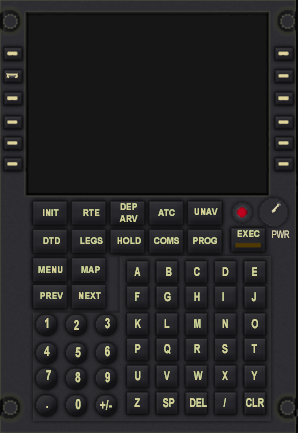 INIT RTE DEP ARV ATC UNAV
DTD LEGS HOLD COMS PROG EXEC PWR
MENU MAP
PREV NEXT
A B C D E
F G H I J
1 2 3 K L M N O
4 5 6 P Q R S T
7 8 9 U V W X Y
. 0 +/- Z SP DEL / CLR